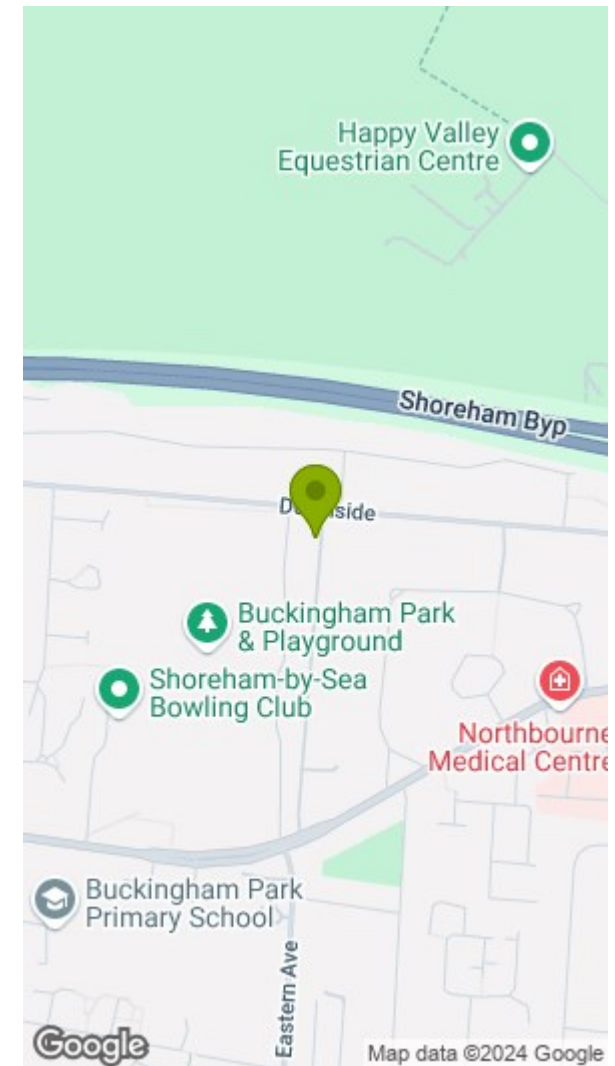 Happy Valley
Equestrian Centre
Shoreham Byp
Buckingham Park
& Playground
Shoreham-by-Sea
Bowling Club
Northbourne
Medical Centre
Buckingham Park
Primary School
Eastern Ave
Google
Map data ©2024 Google